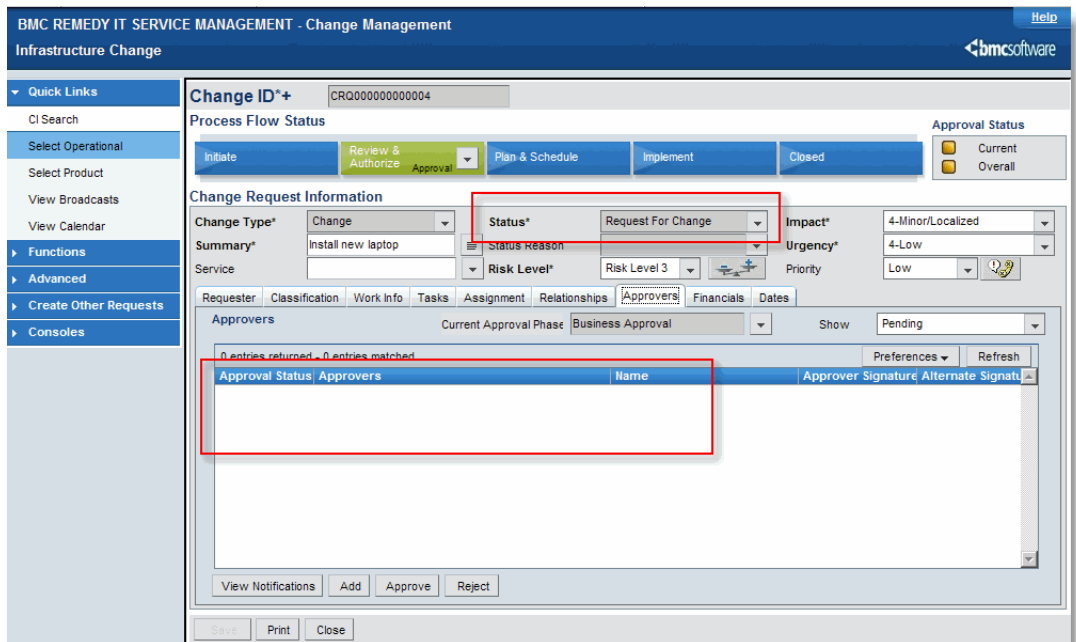 BMC REMEDY IT SERVICE MANAGEMENT - Change Management
Help
Infrastructure Change
bmcsoftware
Quick Links
CI Search
Select Operational
Select Product
View Broadcasts
View Calendar
Functions
Advanced
Create Other Requests
Consoles
Change ID*+ CRQ000000000004
Process Flow Status
Approval Status
Initiate
Review & Authorize Approval
Plan & Schedule
Implement
Closed
Current
Overall
Change Request Information
Change Type* Change Status* Request For Change Impact* 4-Minor/Localized
Summary* Install new laptop Status Reason Urgency* 4-Low
Service Risk Level* Risk Level 3 Priority Low
Requester Classification Work Info Tasks Assignment Relationships Approvers Financials Dates
Approvers Current Approval Phase Business Approval Show Pending
0 entries returned - 0 entries matched Preferences Refresh
Approval Status Approvers Name Approver Signature Alternate Signatu
View Notifications Add Approve Reject
Save Print Close